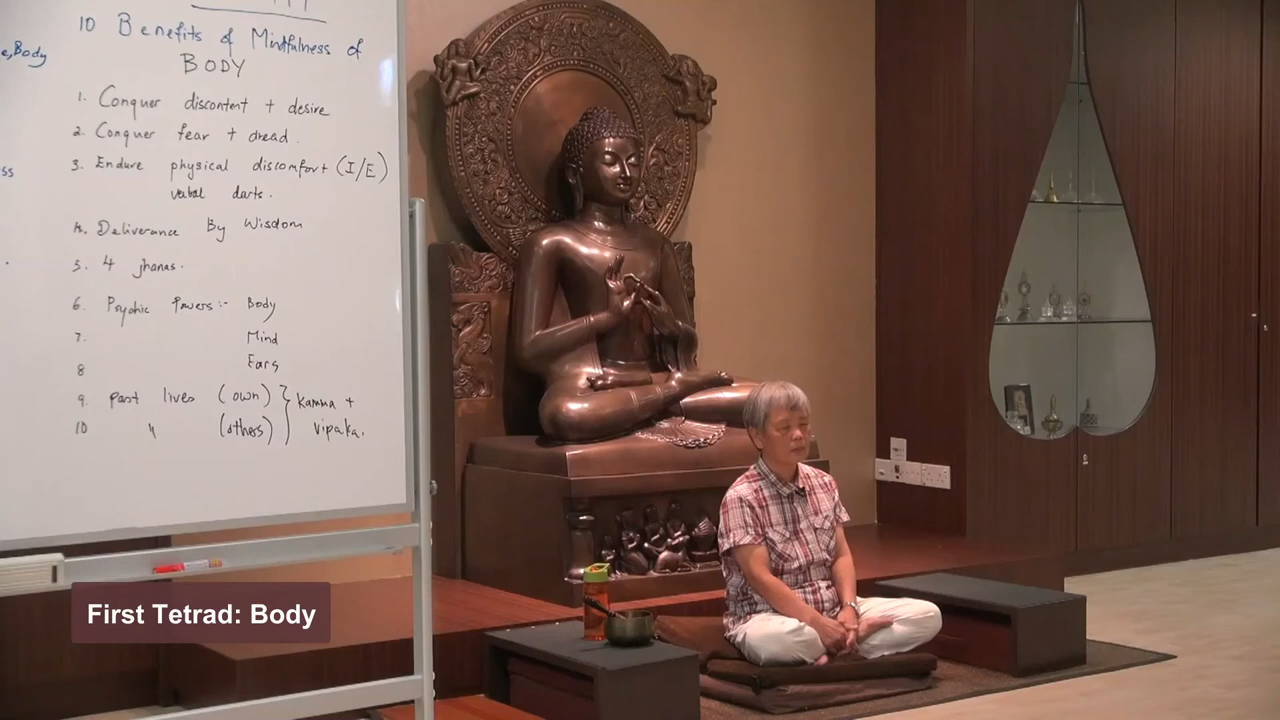 10 Benefits of Mindfulness of
BODY
1. Conquer discontent + desire
2. Conquer fear + dread.
3. Endure physical discomfort (I/E)
verbal darts.
4. Deliverance By Wisdom
5. 4 jhanas.
6. Psychic Powers:- Body
7. Mind
8 Ears
9. past lives (own) } kamma +
10 " (others) vipaka.
e,Body
ss
First Tetrad: Body